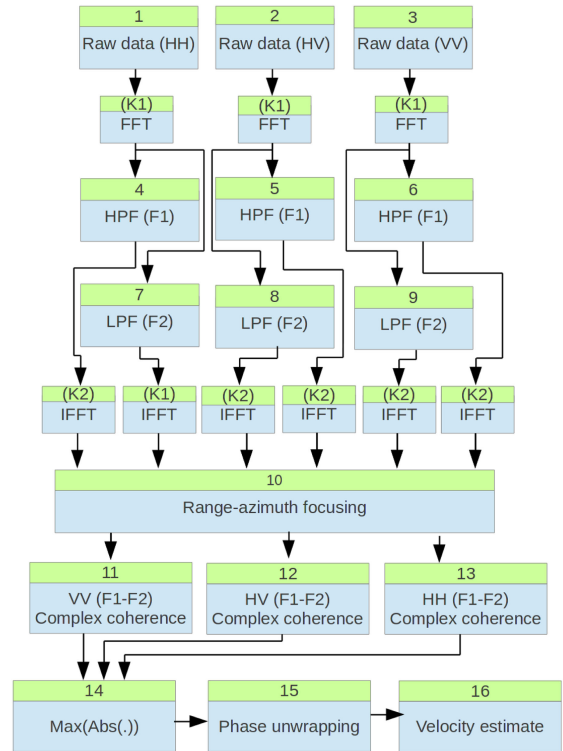 1
Raw data (HH)
2
Raw data (HV)
3
Raw data (VV)
(K1)
FFT
(K1)
FFT
(K1)
FFT
4
HPF (F1)
5
HPF (F1)
6
HPF (F1)
7
LPF (F2)
8
LPF (F2)
9
LPF (F2)
(K2)
IFFT
(K1)
IFFT
(K2)
IFFT
(K2)
IFFT
(K2)
IFFT
(K2)
IFFT
10
Range-azimuth focusing
11
VV (F1-F2)
Complex coherence
12
HV (F1-F2)
Complex coherence
13
HH (F1-F2)
Complex coherence
14
Max(Abs(.))
15
Phase unwrapping
16
Velocity estimate